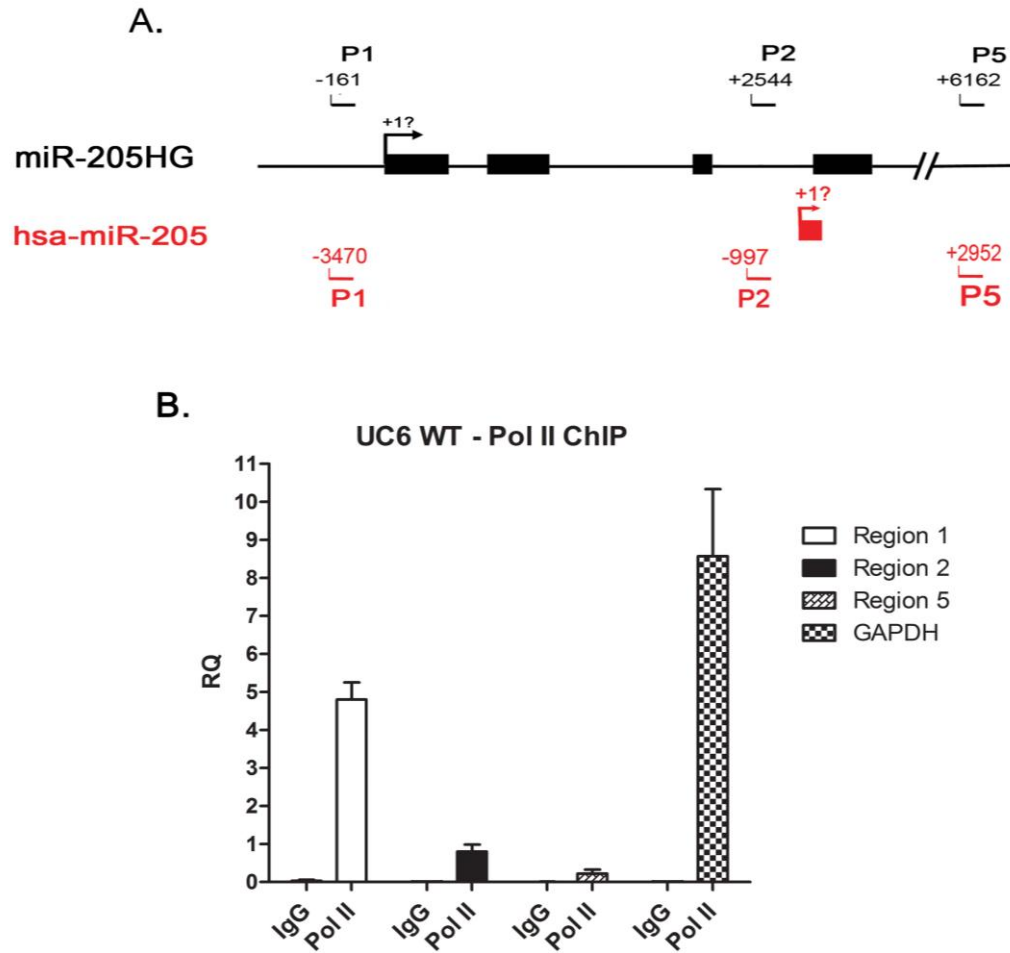 A.
P1 P2 P5
-161 +2544 +6162
+1?
miR-205HG
+1?
hsa-miR-205
-3470 -997 +2952
P1 P2 P5
B.
UC6 WT - Pol II ChIP
11
10
9
8
7
6
5
4
3
2
1
0
RQ
IgG Pol II IgG Pol II IgG Pol II IgG Pol II
Region 1
Region 2
Region 5
GAPDH